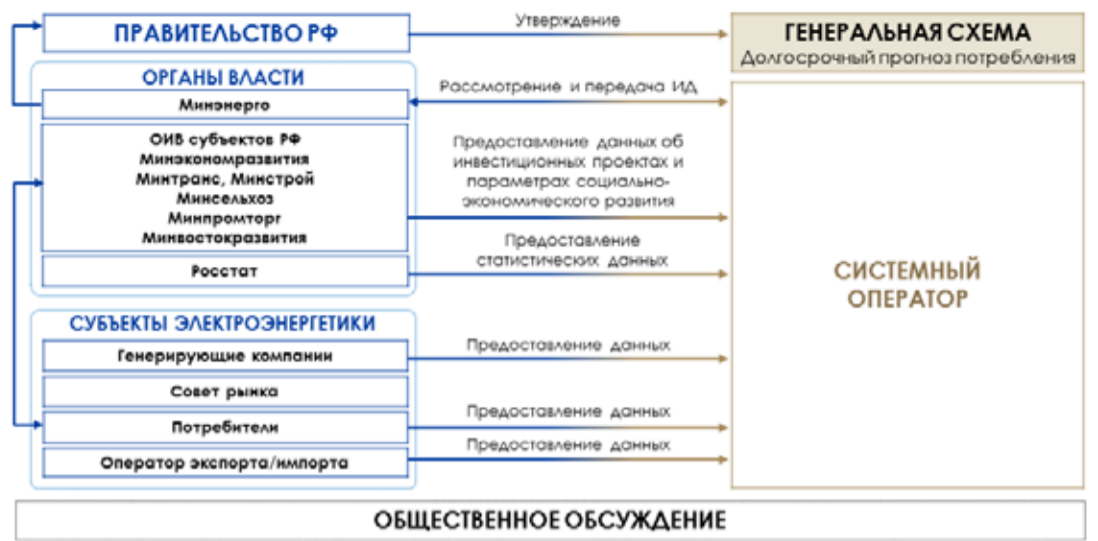 ПРАВИТЕЛЬСТВО РФ
Утверждение
ГЕНЕРАЛЬНАЯ СХЕМА
Долгосрочный прогноз потребления
ОРГАНЫ ВЛАСТИ
Минэнерго
Рассмотрение и передача ИД
ОИВ субъектов РФ
Минэкономразвития
Минтранс, Минстрой
Минсельхоз
Минпромторг
Минвостокразвития
Предоставление данных об
инвестиционных проектах и
параметрах социально-
экономического развития
Росстат
Предоставление
статистических данных
СИСТЕМНЫЙ
ОПЕРАТОР
СУБЪЕКТЫ ЭЛЕКТРОЭНЕРГЕТИКИ
Генерирующие компании
Предоставление данных
Совет рынка
Потребители
Предоставление данных
Оператор экспорта/импорта
Предоставление данных
ОБЩЕСТВЕННОЕ ОБСУЖДЕНИЕ